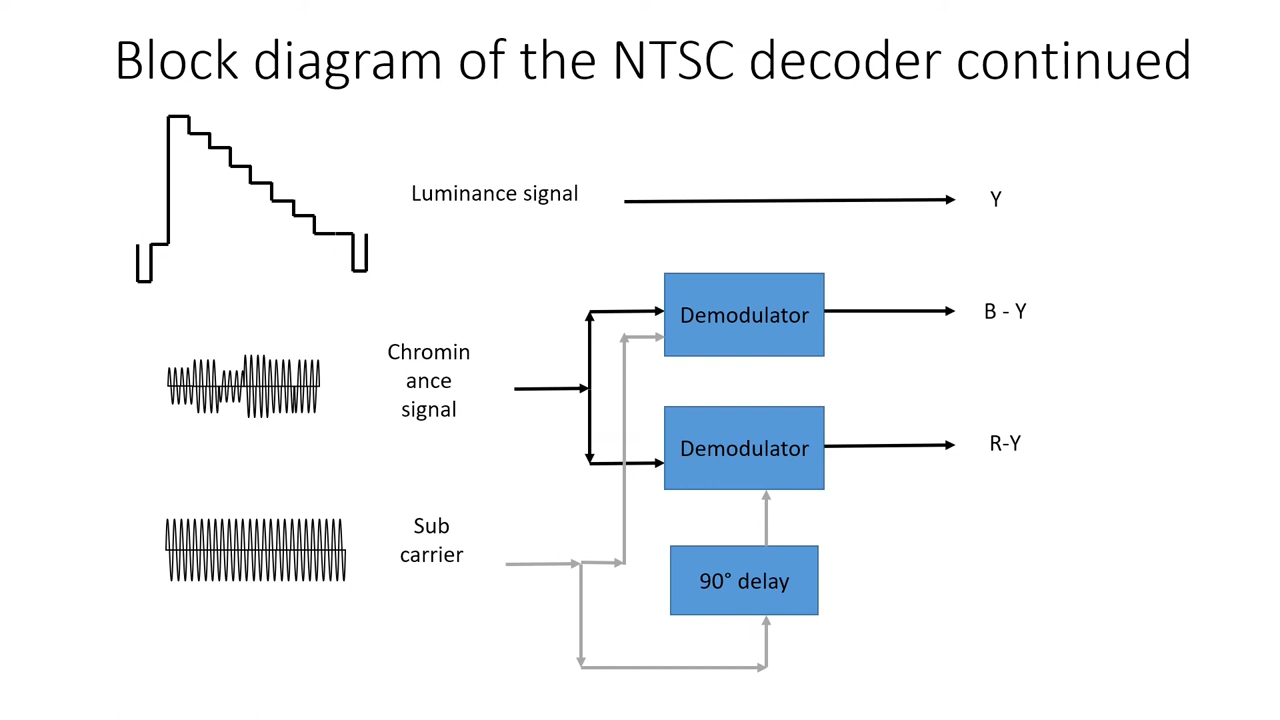 Block diagram of the NTSC decoder continued
Luminance signal
Y
Demodulator
B - Y
Chromin
ance
signal
Demodulator
R-Y
Sub
carrier
90° delay